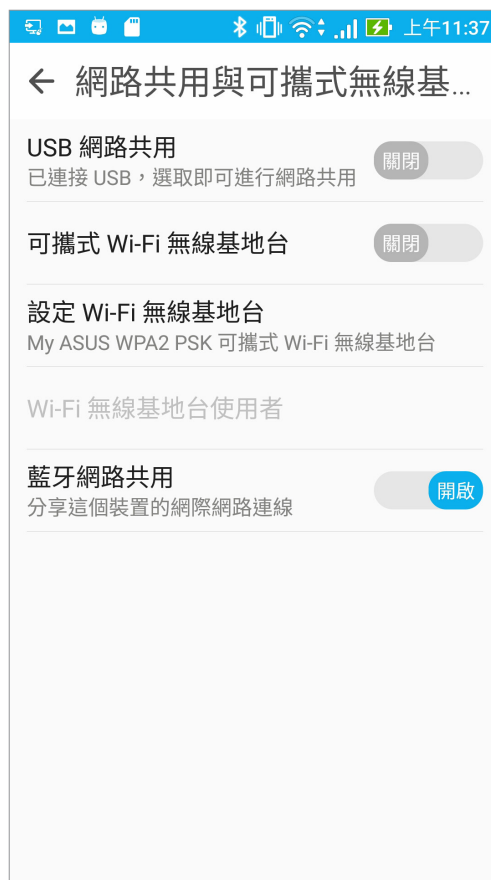 上午11:37
網路共用與可攜式無線基...
USB 網路共用
關閉
已連接 USB，選取即可進行網路共用
可攜式 Wi-Fi 無線基地台
關閉
設定 Wi-Fi 無線基地台
My ASUS WPA2 PSK 可攜式 Wi-Fi 無線基地台
Wi-Fi 無線基地台使用者
藍牙網路共用
開啟
分享這個裝置的網際網路連線